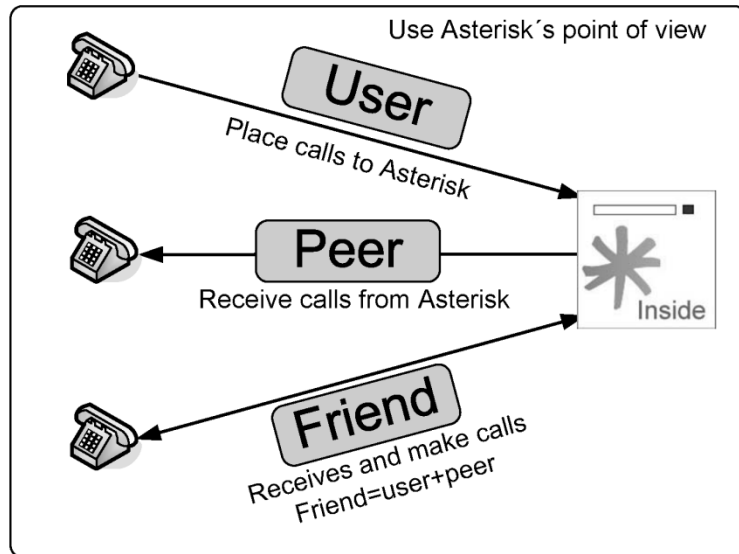 Use Asterisk´s point of view
User
Place calls to Asterisk
Peer
Receive calls from Asterisk
Inside
Friend
Receives and make calls
Friend=user+peer